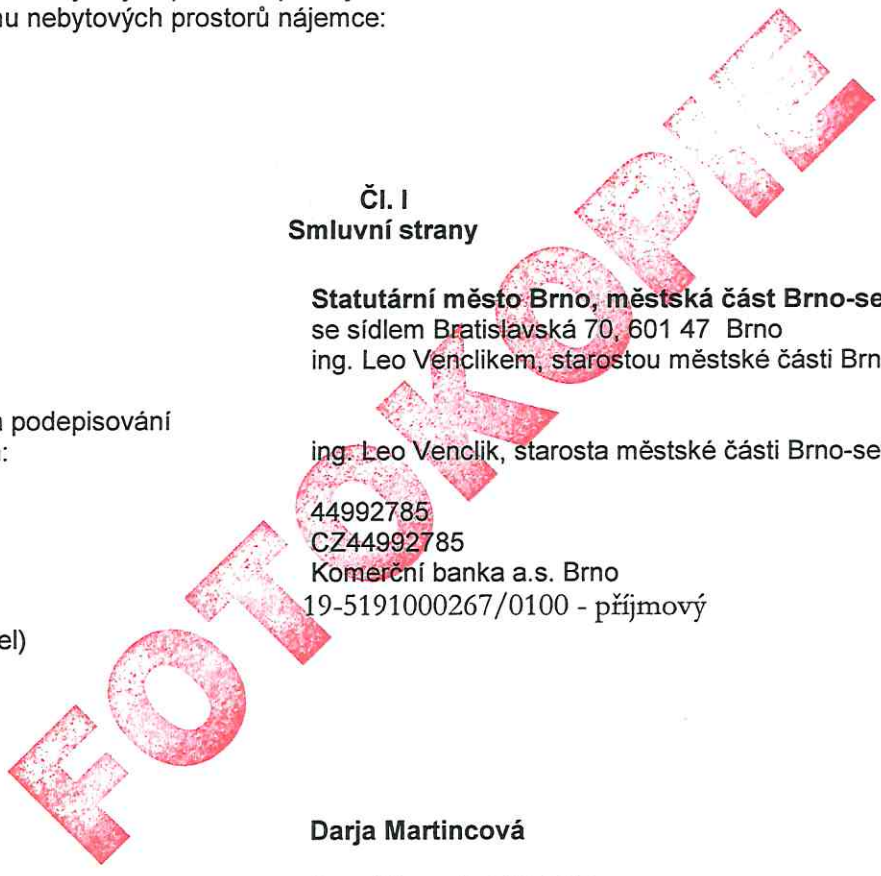 nu nebytových prostorů nájemce:
Čl. I
Smluvní strany
Statutární město Brno, městská část Brno-se
se sídlem Bratislavská 70, 601 47 Brno
ing. Leo Venclikem, starostou městské části Brn
podepisování
ing. Leo Venclik, starosta městské části Brno-se
44992785
CZ44992785
Komerční banka a.s. Brno
19-5191000267/0100 - příjmový
el)
Darja Martincová
FOTOKOPIE